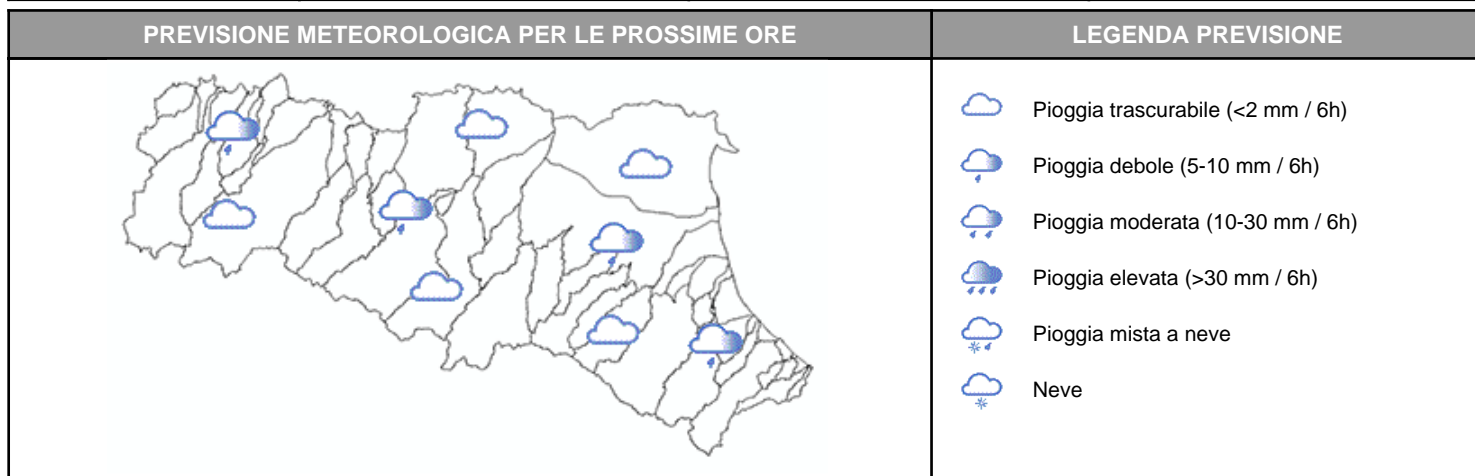 PREVISIONE METEOROLOGICA PER LE PROSSIME ORE
LEGENDA PREVISIONE
Pioggia trascurabile (<2 mm / 6h)
Pioggia debole (5-10 mm / 6h)
Pioggia moderata (10-30 mm / 6h)
Pioggia elevata (>30 mm / 6h)
Pioggia mista a neve
Neve